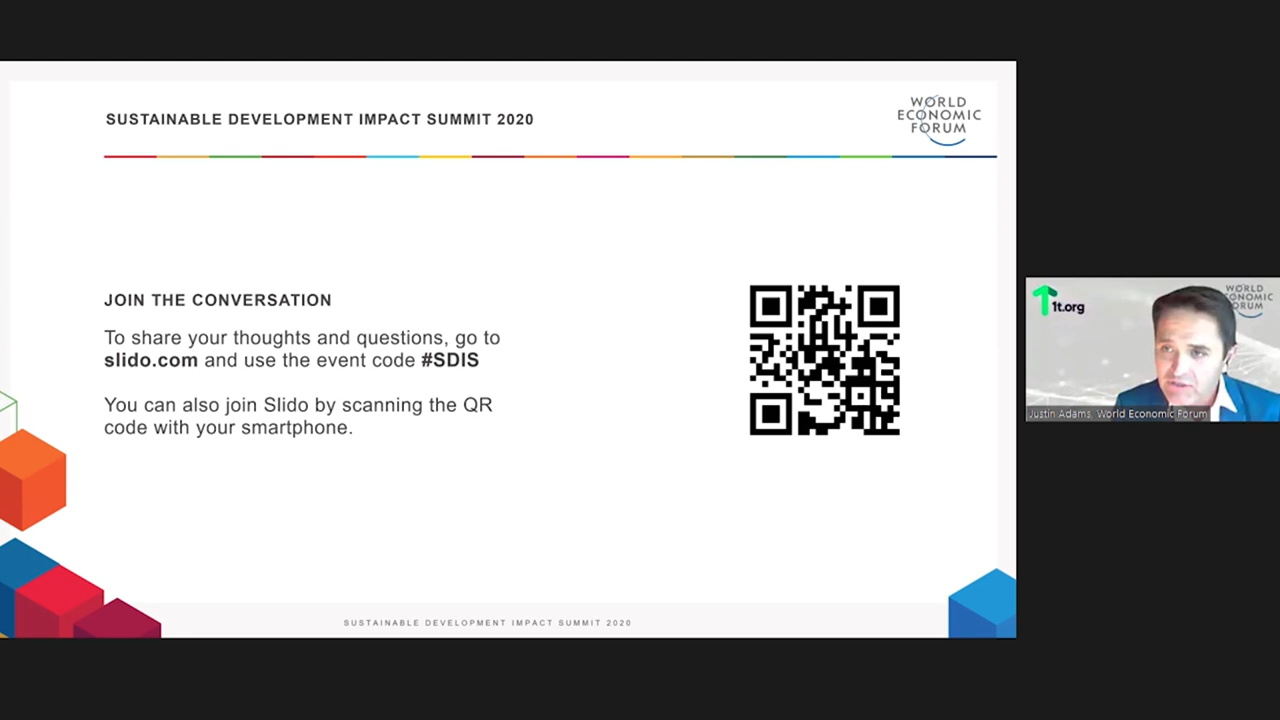 SUSTAINABLE DEVELOPMENT IMPACT SUMMIT 2020
WORLD
ECONOMIC
FORUM
JOIN THE CONVERSATION
To share your thoughts and questions, go to
slido.com and use the event code #SDIS
You can also join Slido by scanning the QR
code with your smartphone.
SUSTAINABLE DEVELOPMENT IMPACT SUMMIT 2020
1t.org
WORLD
ECONOMIC
FORUM
Justin Adams, World Economic Forum